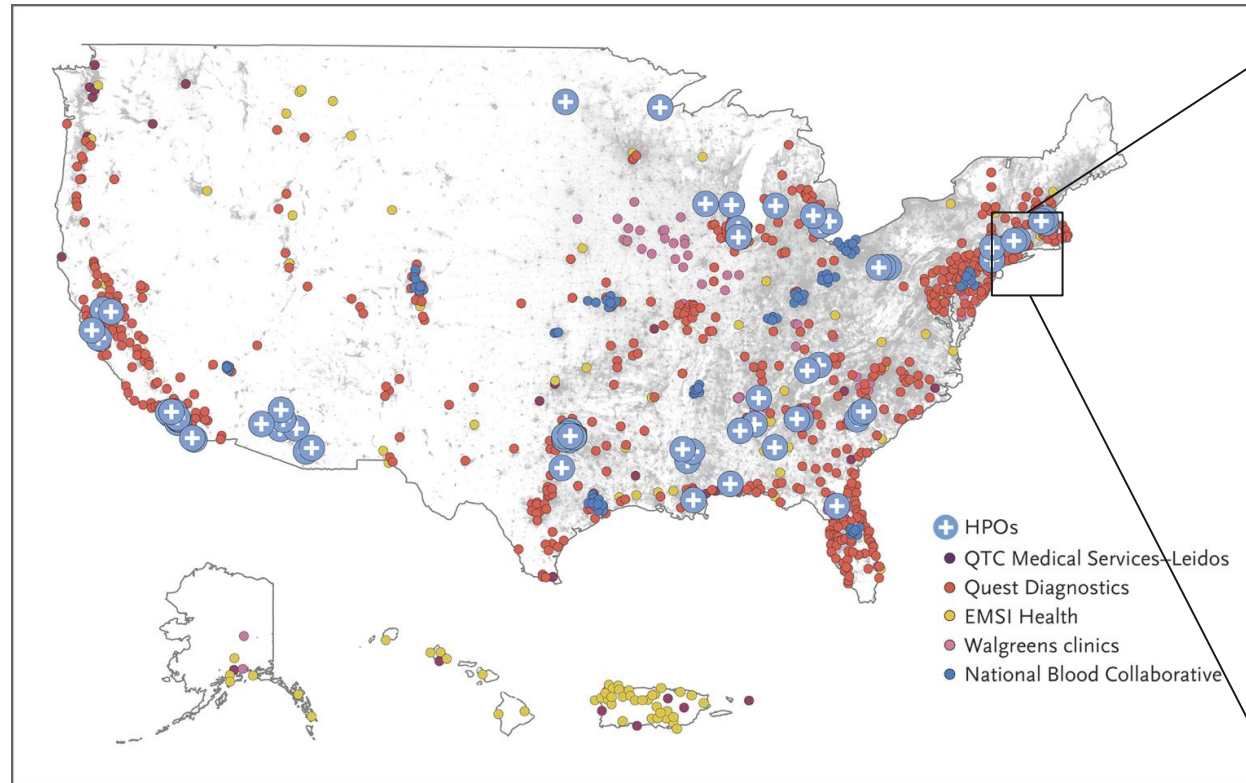 HPOs
QTC Medical Services–Leidos
Quest Diagnostics
EMSI Health
Walgreens clinics
National Blood Collaborative